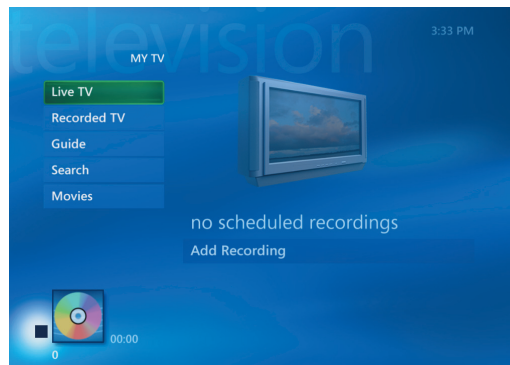 television
3:33 PM
MY TV
Live TV
Recorded TV
Guide
Search
Movies
no scheduled recordings
Add Recording
00:00
0